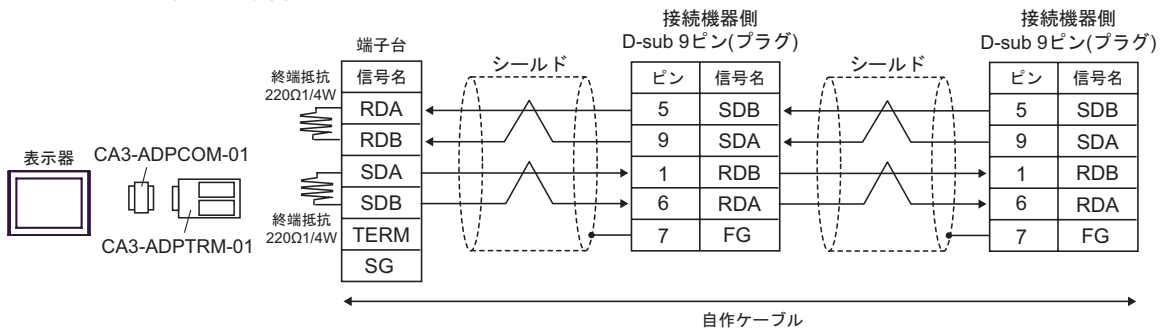 接続機器側
D-sub 9ピン(プラグ)
接続機器側
D-sub 9ピン(プラグ)
端子台
シールド
シールド
終端抵抗
220Ω1/4W
信号名
ピン 信号名
ピン 信号名
RDA
5 SDB
5 SDB
RDB
9 SDA
9 SDA
表示器
CA3-ADPCOM-01
SDA
1 RDB
1 RDB
SDB
6 RDA
6 RDA
終端抵抗
220Ω1/4W
TERM
7 FG
7 FG
CA3-ADPTRM-01
SG
自作ケーブル